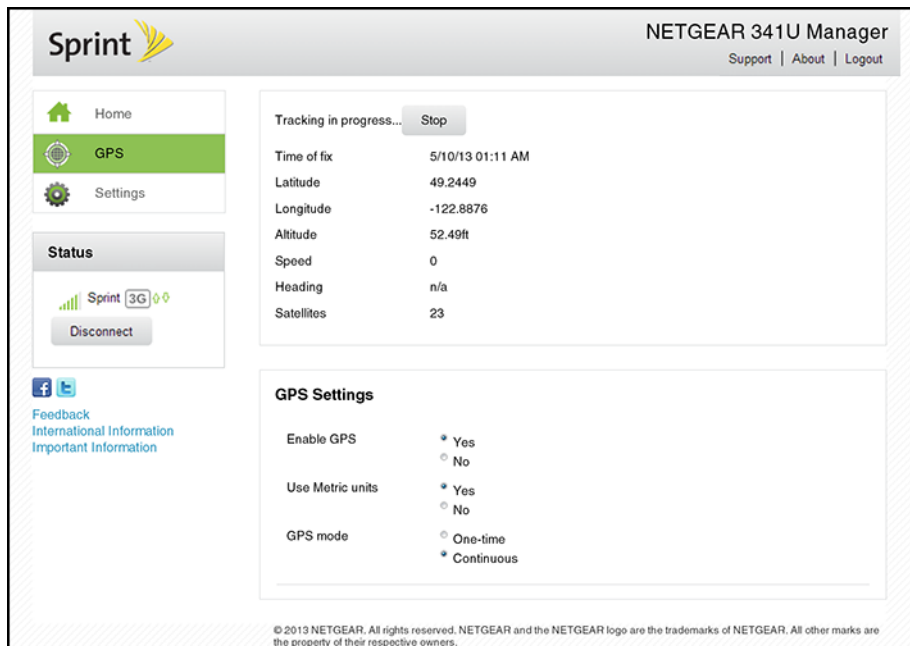 Sprint
NETGEAR 341U Manager
Support | About | Logout
Home
GPS
Settings
Status
Sprint 3G
Disconnect
Feedback
International Information
Important Information
Tracking in progress... Stop
Time of fix 5/10/13 01:11 AM
Latitude 49.2449
Longitude -122.8876
Altitude 52.49ft
Speed 0
Heading n/a
Satellites 23
GPS Settings
Enable GPS Yes
No
Use Metric units Yes
No
GPS mode One-time
Continuous
© 2013 NETGEAR. All rights reserved. NETGEAR and the NETGEAR logo are the trademarks of NETGEAR. All other marks are
the property of their respective owners.